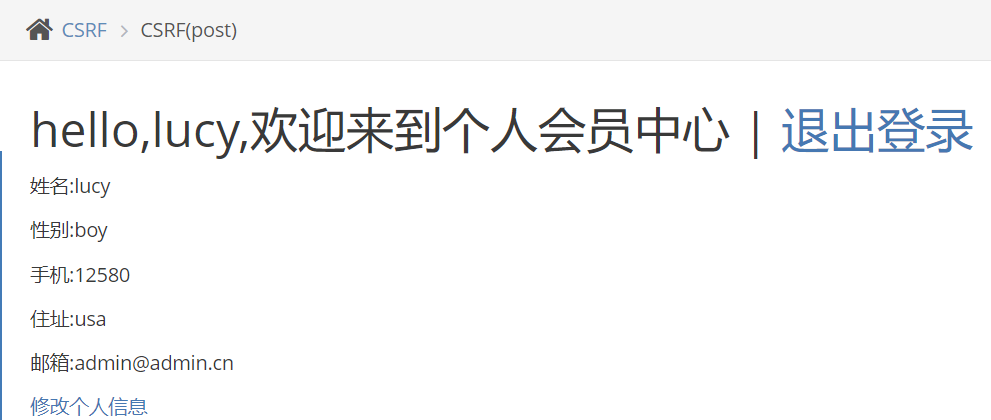 CSRF > CSRF(post)
hello,lucy,欢迎来到个人会员中心 | 退出登录
姓名:lucy
性别:boy
手机:12580
住址:usa
邮箱:admin@admin.cn
修改个人信息